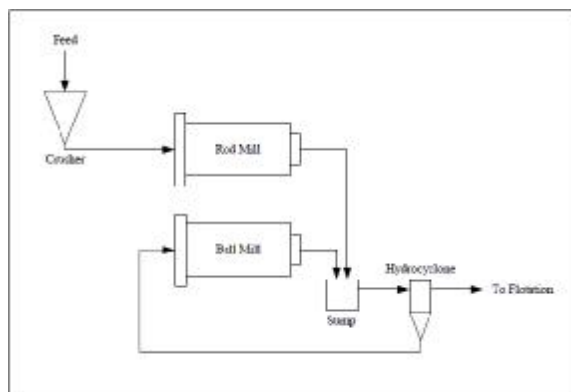 Feed
Crusher
Rod Mill
Ball Mill
Hydrocyclone
To Flotation
Sump